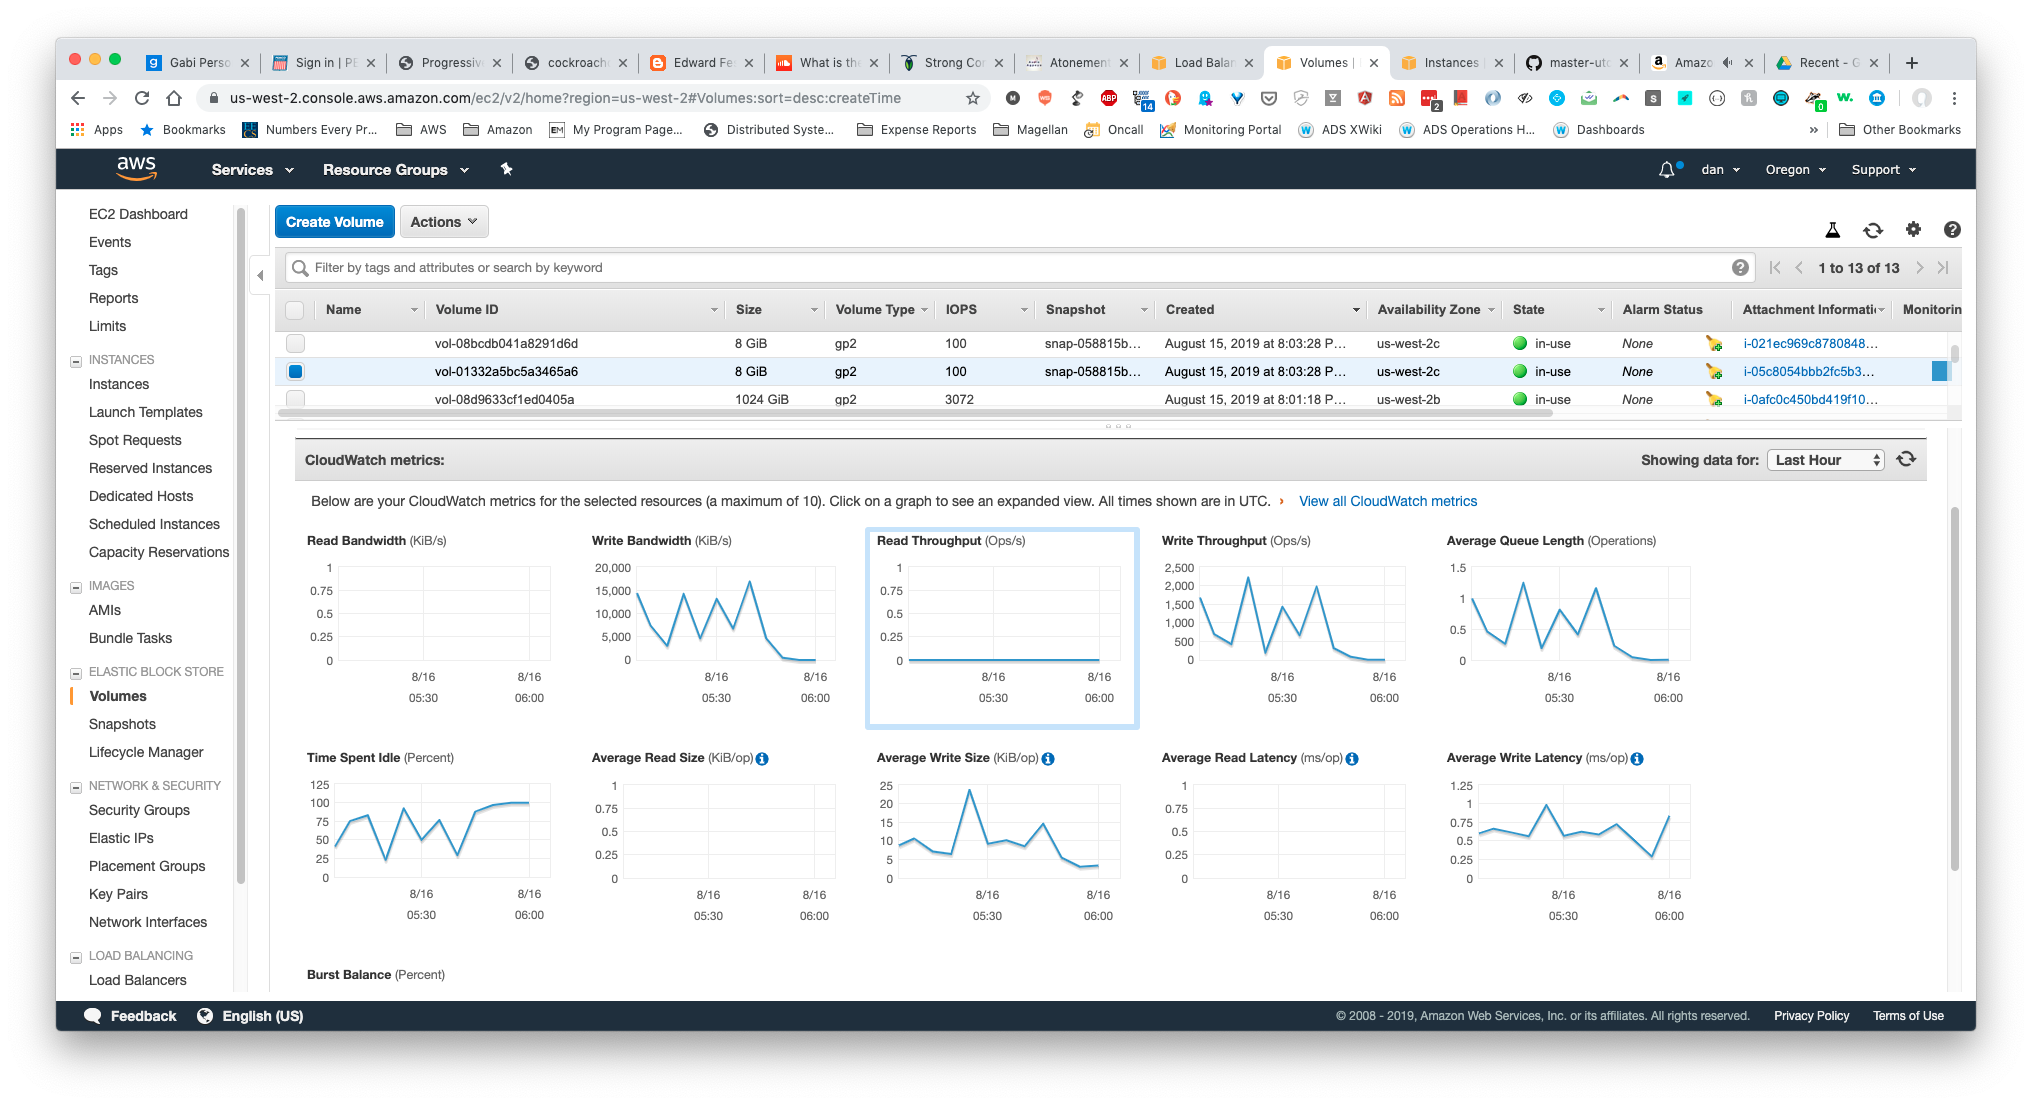 Gabi Perso
Sign in | PE
Progressive
cockroach
Edward Fe
What is the
Strong Con
Atonement
Load Balan
Volumes |
Instances |
master-utc
Amazo
Recent - G
us-west-2.console.aws.amazon.com/ec2/v2/home?region=us-west-2#Volumes:sort=desc:createTime
ABP
14
2
0
Apps
Bookmarks
Numbers Every Pr...
AWS
Amazon
My Program Page...
Distributed Syste...
Expense Reports
Magellan
Oncall
Monitoring Portal
ADS XWiki
ADS Operations H...
Dashboards
»
Other Bookmarks
aws
Services
Resource Groups
dan
Oregon
Support
EC2 Dashboard
Events
Tags
Reports
Limits
INSTANCES
Instances
Launch Templates
Spot Requests
Reserved Instances
Dedicated Hosts
Scheduled Instances
Capacity Reservations
IMAGES
AMIs
Bundle Tasks
ELASTIC BLOCK STORE
Volumes
Snapshots
Lifecycle Manager
NETWORK & SECURITY
Security Groups
Elastic IPs
Placement Groups
Key Pairs
Network Interfaces
LOAD BALANCING
Load Balancers
Create Volume
Actions
Filter by tags and attributes or search by keyword
1 to 13 of 13
Name Volume ID Size Volume Type IOPS Snapshot Created Availability Zone State Alarm Status Attachment Informati Monitorin
vol-08bcdb041a8291d6d 8 GiB gp2 100 snap-058815b... August 15, 2019 at 8:03:28 P... us-west-2c in-use None i-021ec969c8780848...
vol-01332a5bc5a3465a6 8 GiB gp2 100 snap-058815b... August 15, 2019 at 8:03:28 P... us-west-2c in-use None i-05c8054bbb2fc5b3...
vol-08d9633cf1ed0405a 1024 GiB gp2 3072 August 15, 2019 at 8:01:18 P... us-west-2b in-use None i-0afc0c450bd419f10...
CloudWatch metrics:
Showing data for: Last Hour
Below are your CloudWatch metrics for the selected resources (a maximum of 10). Click on a graph to see an expanded view. All times shown are in UTC. › View all CloudWatch metrics
Read Bandwidth (KiB/s)
1
0.75
0.5
0.25
0
8/16 8/16
05:30 06:00
Write Bandwidth (KiB/s)
20,000
15,000
10,000
5,000
0
8/16 8/16
05:30 06:00
Read Throughput (Ops/s)
1
0.75
0.5
0.25
0
8/16 8/16
05:30 06:00
Write Throughput (Ops/s)
2,500
2,000
1,500
1,000
500
0
8/16 8/16
05:30 06:00
Average Queue Length (Operations)
1.5
1
0.5
0
8/16 8/16
05:30 06:00
Time Spent Idle (Percent)
125
100
75
50
25
0
8/16 8/16
05:30 06:00
Average Read Size (KiB/op)
1
0.75
0.5
0.25
0
8/16 8/16
05:30 06:00
Average Write Size (KiB/op)
25
20
15
10
5
0
8/16 8/16
05:30 06:00
Average Read Latency (ms/op)
1
0.75
0.5
0.25
0
8/16 8/16
05:30 06:00
Average Write Latency (ms/op)
1.25
1
0.75
0.5
0.25
0
8/16 8/16
05:30 06:00
Burst Balance (Percent)
Feedback
English (US)
© 2008 - 2019, Amazon Web Services, Inc. or its affiliates. All rights reserved.
Privacy Policy
Terms of Use